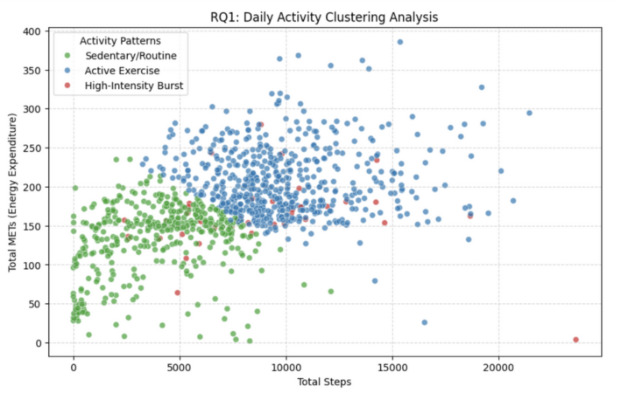 RQ1: Daily Activity Clustering Analysis
Activity Patterns
Sedentary/Routine
Active Exercise
High-Intensity Burst
Total METs (Energy Expenditure)
400
350
300
250
200
150
100
50
0
0 5000 10000 15000 20000
Total Steps